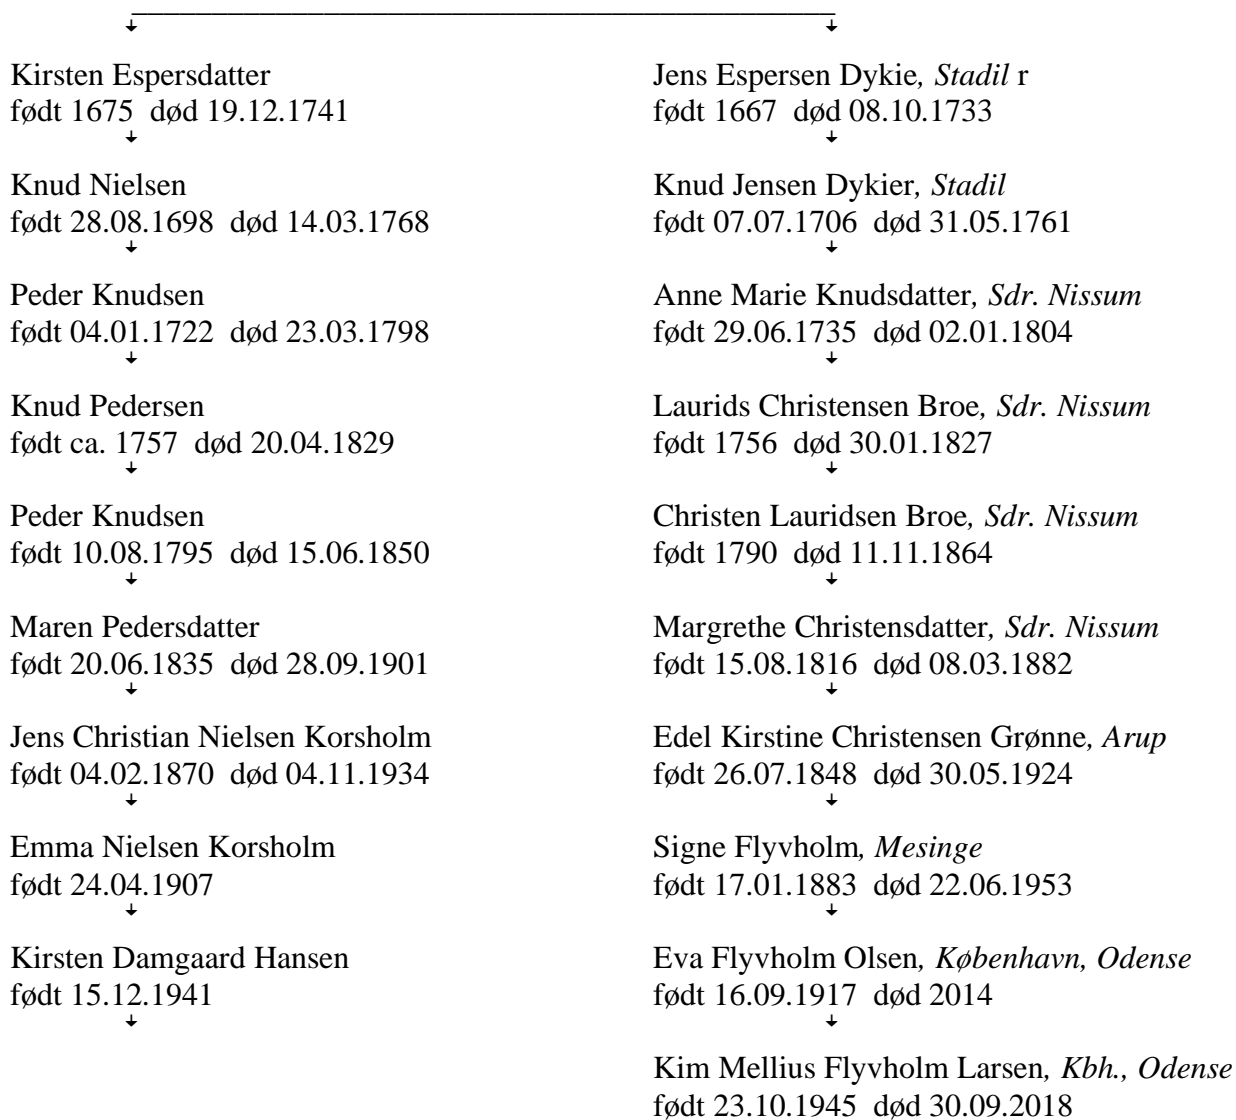 Kirsten Espersdatter
født 1675 død 19.12.1741
Knud Nielsen
født 28.08.1698 død 14.03.1768
Peder Knudsen
født 04.01.1722 død 23.03.1798
Knud Pedersen
født ca. 1757 død 20.04.1829
Peder Knudsen
født 10.08.1795 død 15.06.1850
Maren Pedersdatter
født 20.06.1835 død 28.09.1901
Jens Christian Nielsen Korsholm
født 04.02.1870 død 04.11.1934
Emma Nielsen Korsholm
født 24.04.1907
Kirsten Damgaard Hansen
født 15.12.1941
Jens Espersen Dykie, Stadil r
født 1667 død 08.10.1733
Knud Jensen Dykier, Stadil
født 07.07.1706 død 31.05.1761
Anne Marie Knudsdatter, Sdr. Nissum
født 29.06.1735 død 02.01.1804
Laurids Christensen Broe, Sdr. Nissum
født 1756 død 30.01.1827
Christen Lauridsen Broe, Sdr. Nissum
født 1790 død 11.11.1864
Margrethe Christensdatter, Sdr. Nissum
født 15.08.1816 død 08.03.1882
Edel Kirstine Christensen Grønne, Arup
født 26.07.1848 død 30.05.1924
Signe Flyvholm, Mesinge
født 17.01.1883 død 22.06.1953
Eva Flyvholm Olsen, København, Odense
født 16.09.1917 død 2014
Kim Mellius Flyvholm Larsen, Kbh., Odense
født 23.10.1945 død 30.09.2018